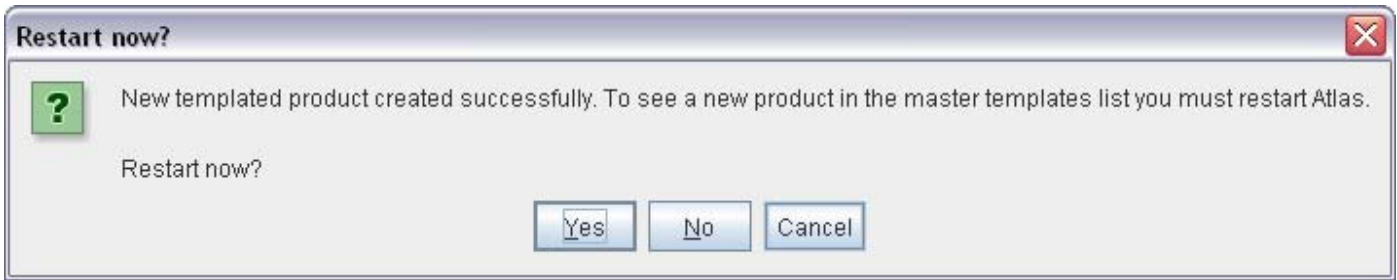 Restart now?
New templated product created successfully. To see a new product in the master templates list you must restart Atlas.
Restart now?
Yes No Cancel